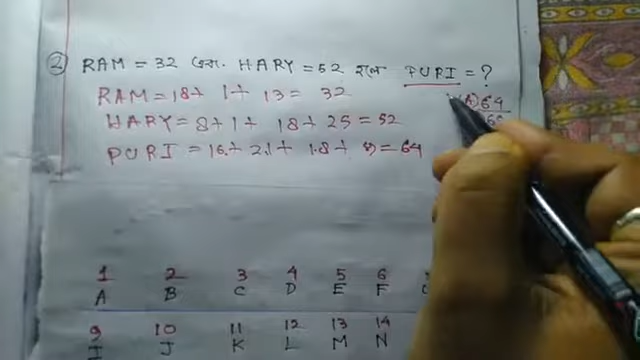 ② RAM = 32 এবং HARY = 52 হলে PURI = ?
RAM = 18 + 1 + 13 = 32
HARY = 8 + 1 + 18 + 25 = 52
PURI = 16 + 21 + 18 + 9 = 64
64
1 2 3 4 5 6
A B C D E F
9 10 11 12 13 14
J K L M N